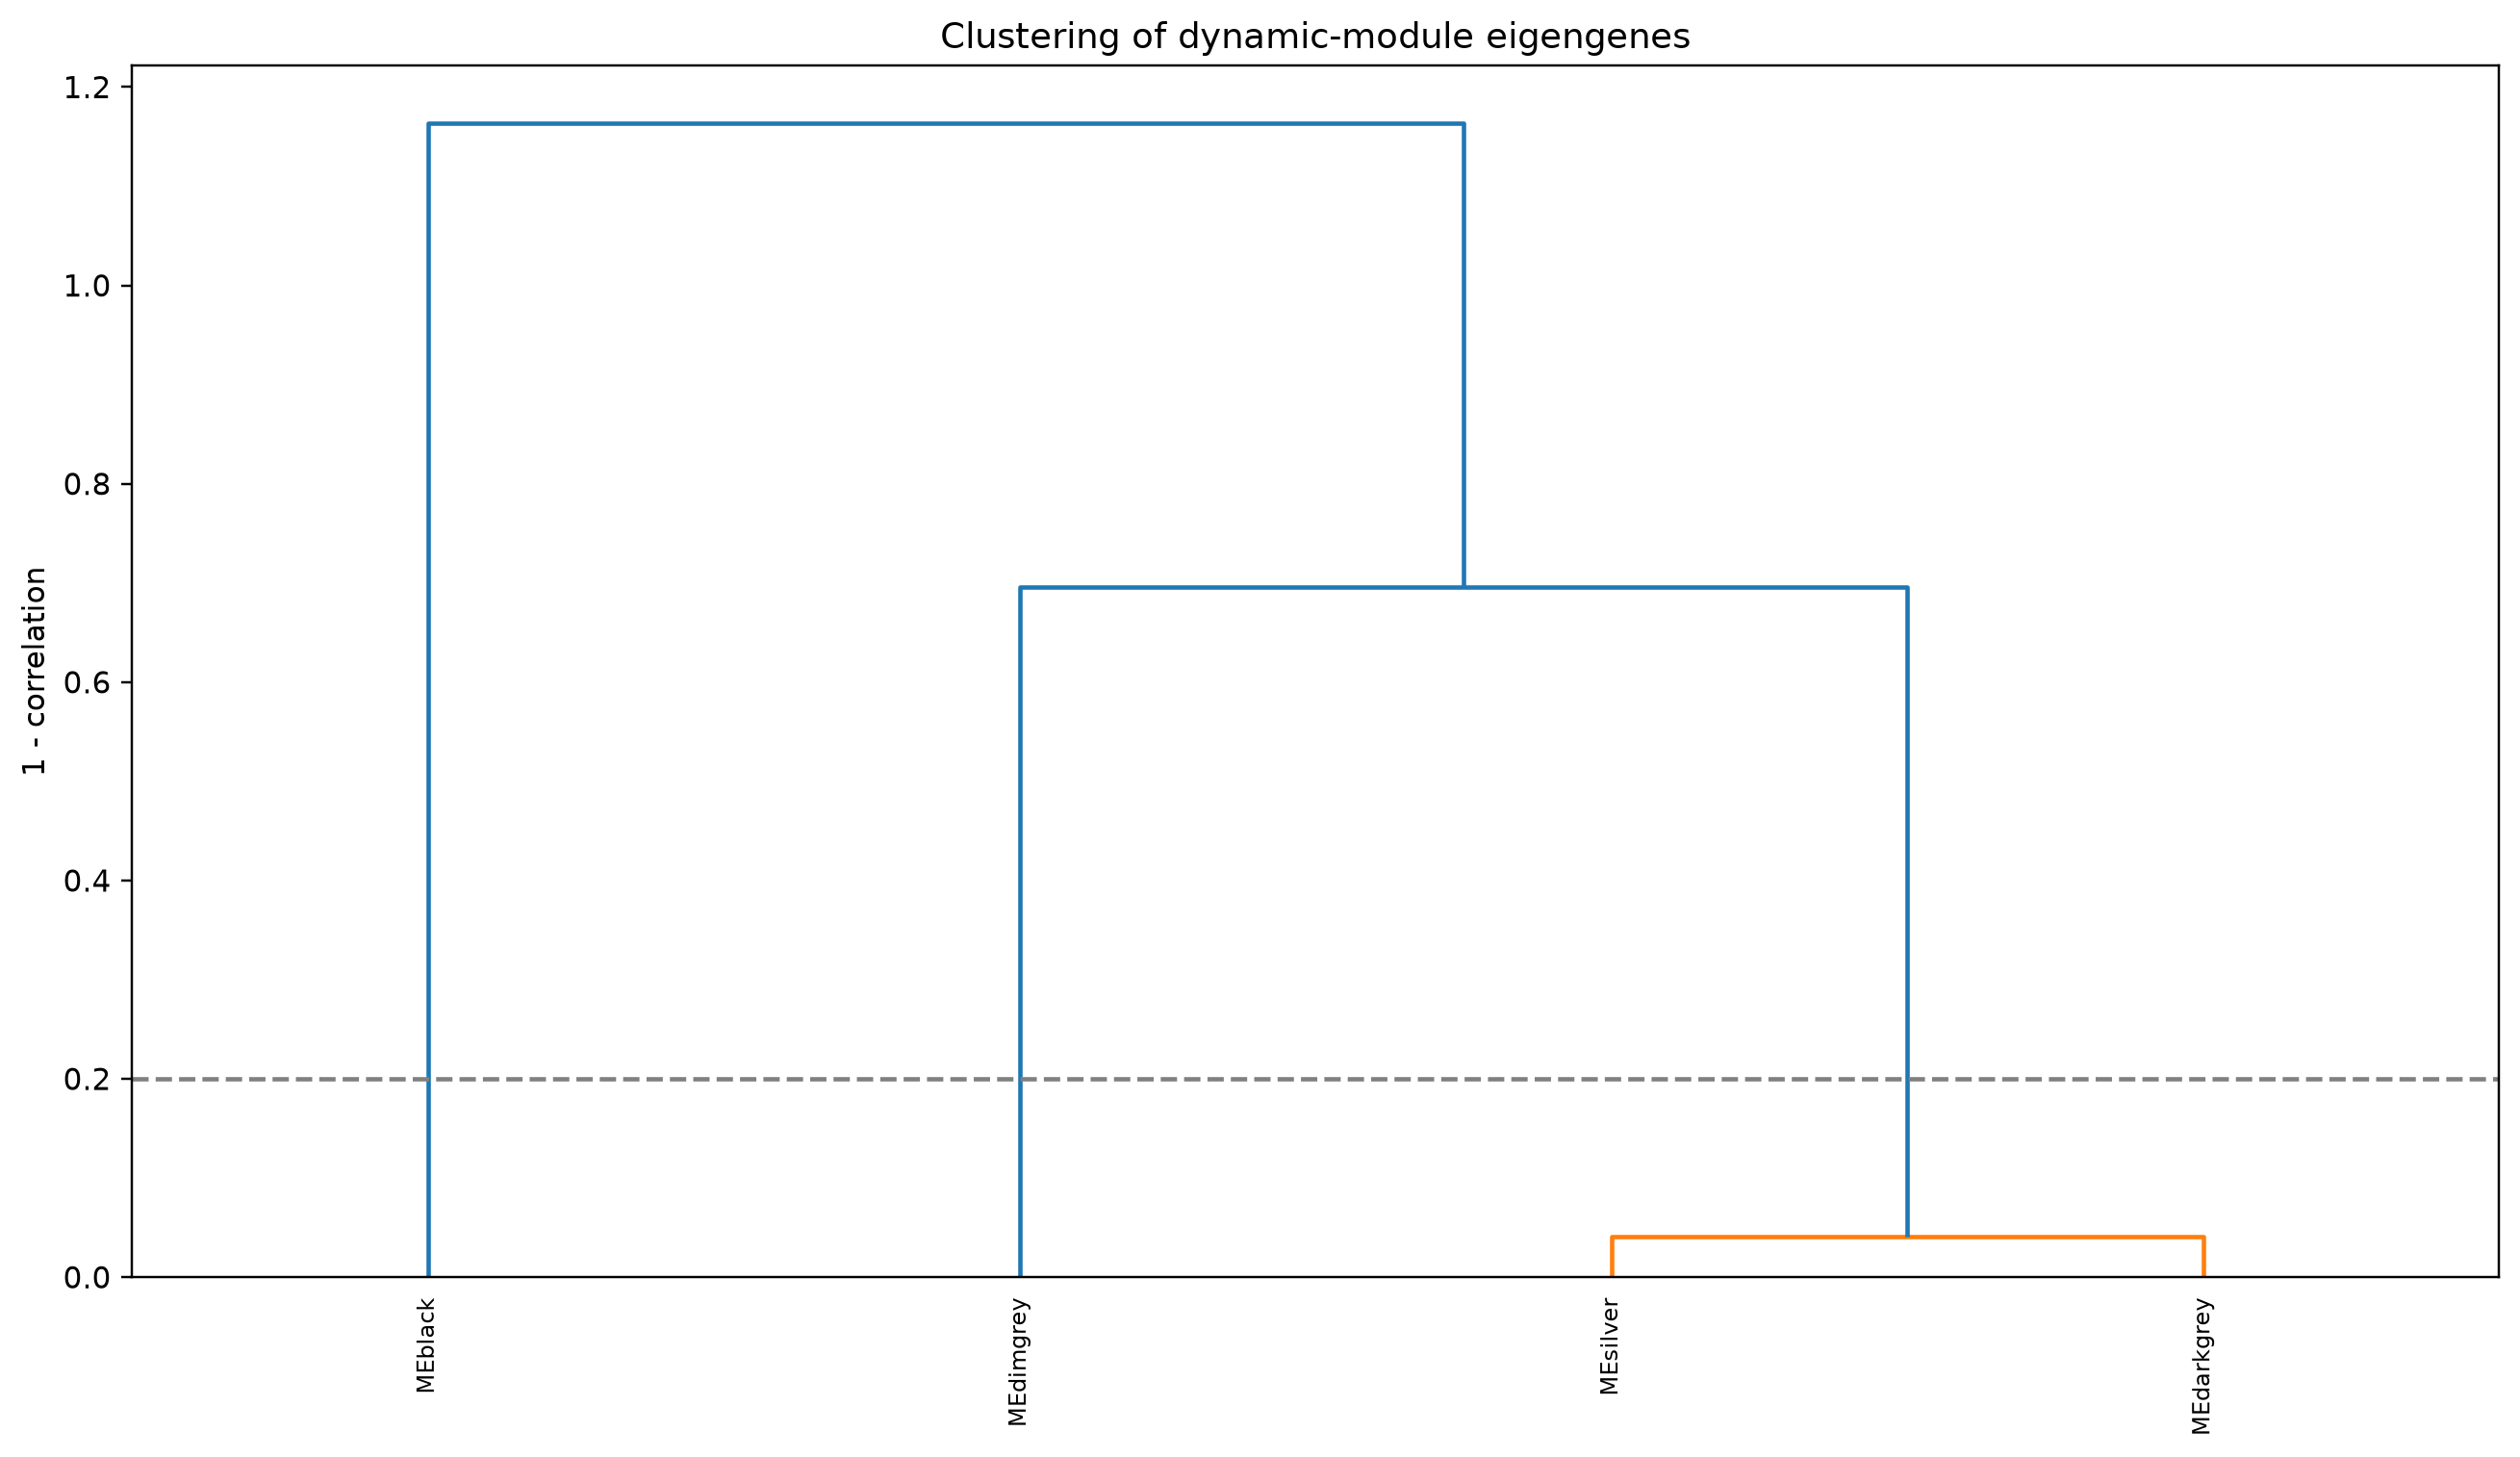 Clustering of dynamic-module eigengenes
1.2
1.0
0.8
0.6
0.4
0.2
0.0
1 - correlation
MEblack
MEdimgrey
MEsilver
MEdarkgrey